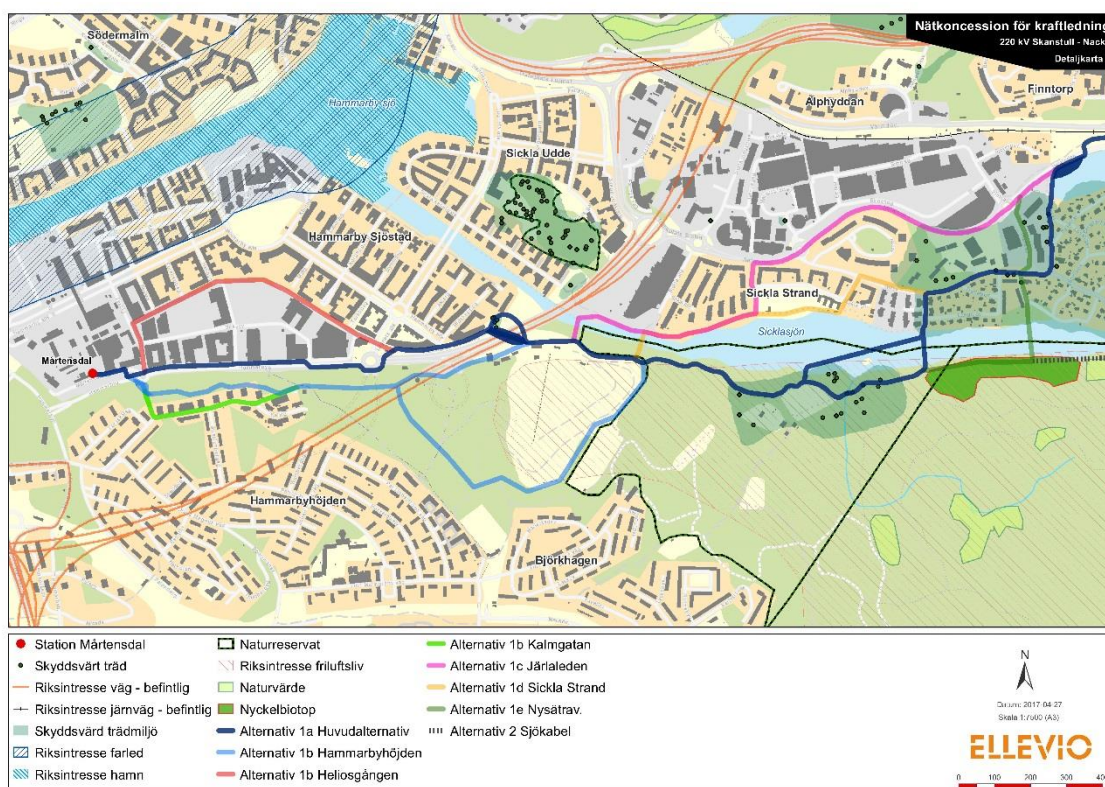 Nätkoncession för kraftledning
220 kV Skanstull - Nack
Detaljkarta
Södermalm
Hammarby sjö
Alphyddan
Finntorp
Sickla Udde
Hammarby Sjöstad
Sickla Strand
Sicklasjön
Mårtensdal
Hammarbyhöjden
Björkhagen
Station Mårtensdal
Skyddsvärt träd
Riksintresse väg - befintlig
Riksintresse järnväg - befintlig
Skyddsvärd trädmiljö
Riksintresse farled
Riksintresse hamn
Naturreservat
Riksintresse friluftsliv
Naturvärde
Nyckelbiotop
Alternativ 1a Huvudalternativ
Alternativ 1b Hammarbyhöjden
Alternativ 1b Heliosgången
Alternativ 1b Kalmgatan
Alternativ 1c Järlaleden
Alternativ 1d Sickla Strand
Alternativ 1e Nysätrav.
Alternativ 2 Sjökabel
N
Datum: 2017-04-27
Skala 1:7500 (A3)
ELLEVIO
0 100 200 300 40